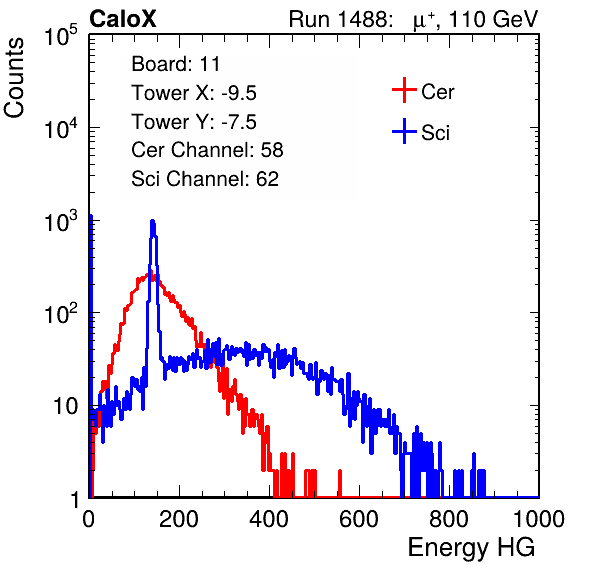 CaloX Run 1488: μ⁺, 110 GeV
Counts
10⁵
10⁴
10³
10²
10
1
Board: 11
Tower X: -9.5
Tower Y: -7.5
Cer Channel: 58
Sci Channel: 62
Cer
Sci
0 200 400 600 800 1000
Energy HG